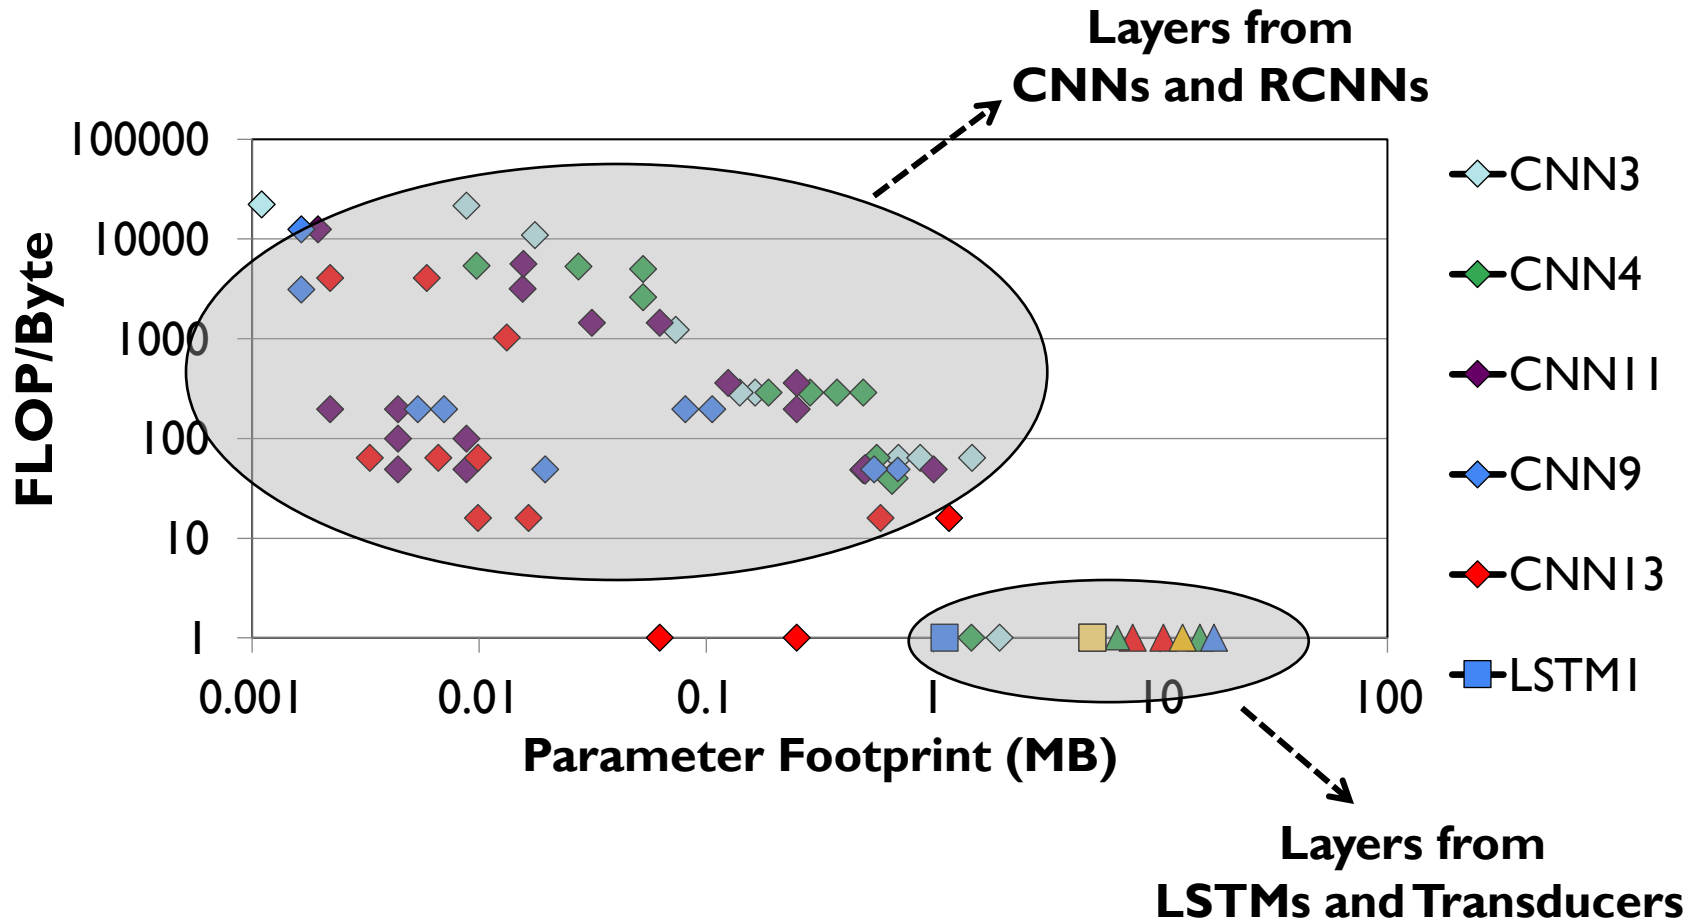 Layers from
CNNs and RCNNs
100000
10000
1000
100
10
1
FLOP/Byte
0.001
0.01
0.1
1
10
100
Parameter Footprint (MB)
CNN3
CNN4
CNN11
CNN9
CNN13
LSTM1
Layers from
LSTMs and Transducers